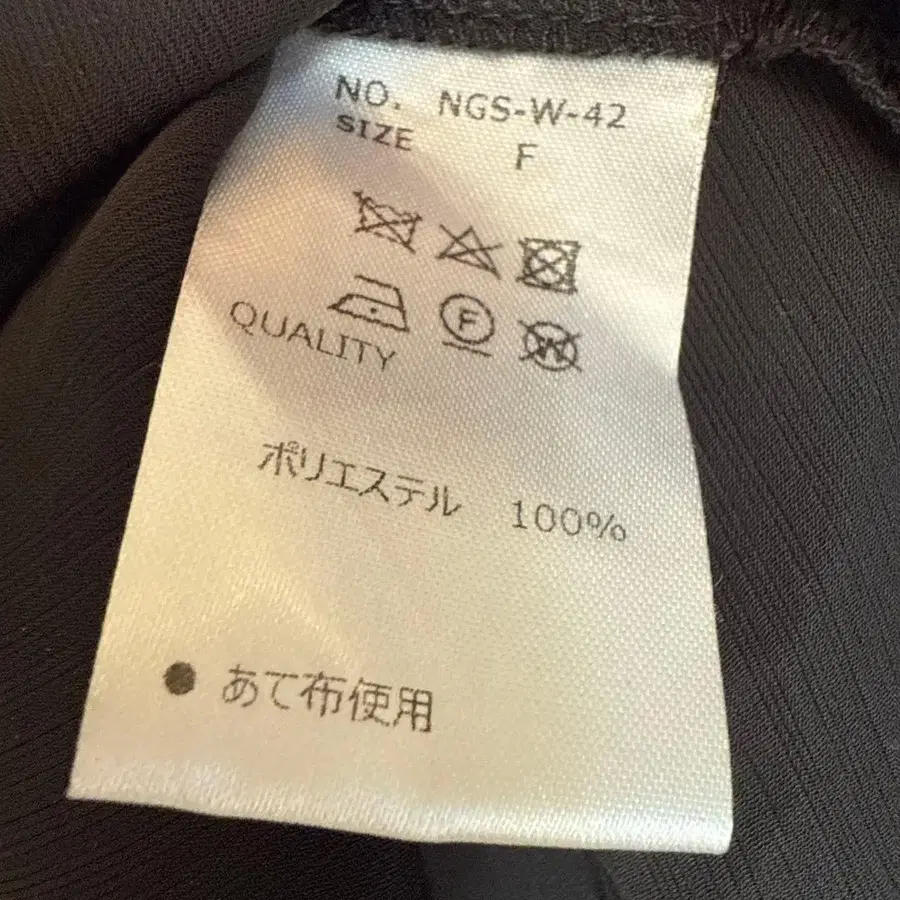 NO. NGS-W-42
SIZE F
F
W
QUALITY
ポリエステル 100%
● あて布使用